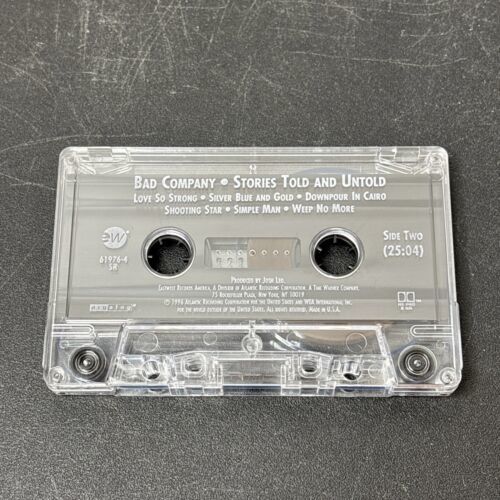 BAD COMPANY • STORIES TOLD AND UNTOLD
LOVE SO STRONG • SILVER BLUE AND GOLD • DOWNPOUR IN CAIRO
SHOOTING STAR • SIMPLE MAN • WEEP NO MORE
ew
61976-4
SR
SIDE TWO
(25:04)
PRODUCED BY JOSH LEO.
EASTWEST RECORDS AMERICA, A DIVISION OF ATLANTIC RECORDING CORPORATION. A TIME WARNER COMPANY.
75 ROCKEFELLER PLAZA, NEW YORK, NY 10019
© 1996 ATLANTIC RECORDING CORPORATION FOR THE UNITED STATES AND WEA INTERNATIONAL INC.
FOR THE WORLD OUTSIDE OF THE UNITED STATES. ALL RIGHTS RESERVED. MADE IN U.S.A.